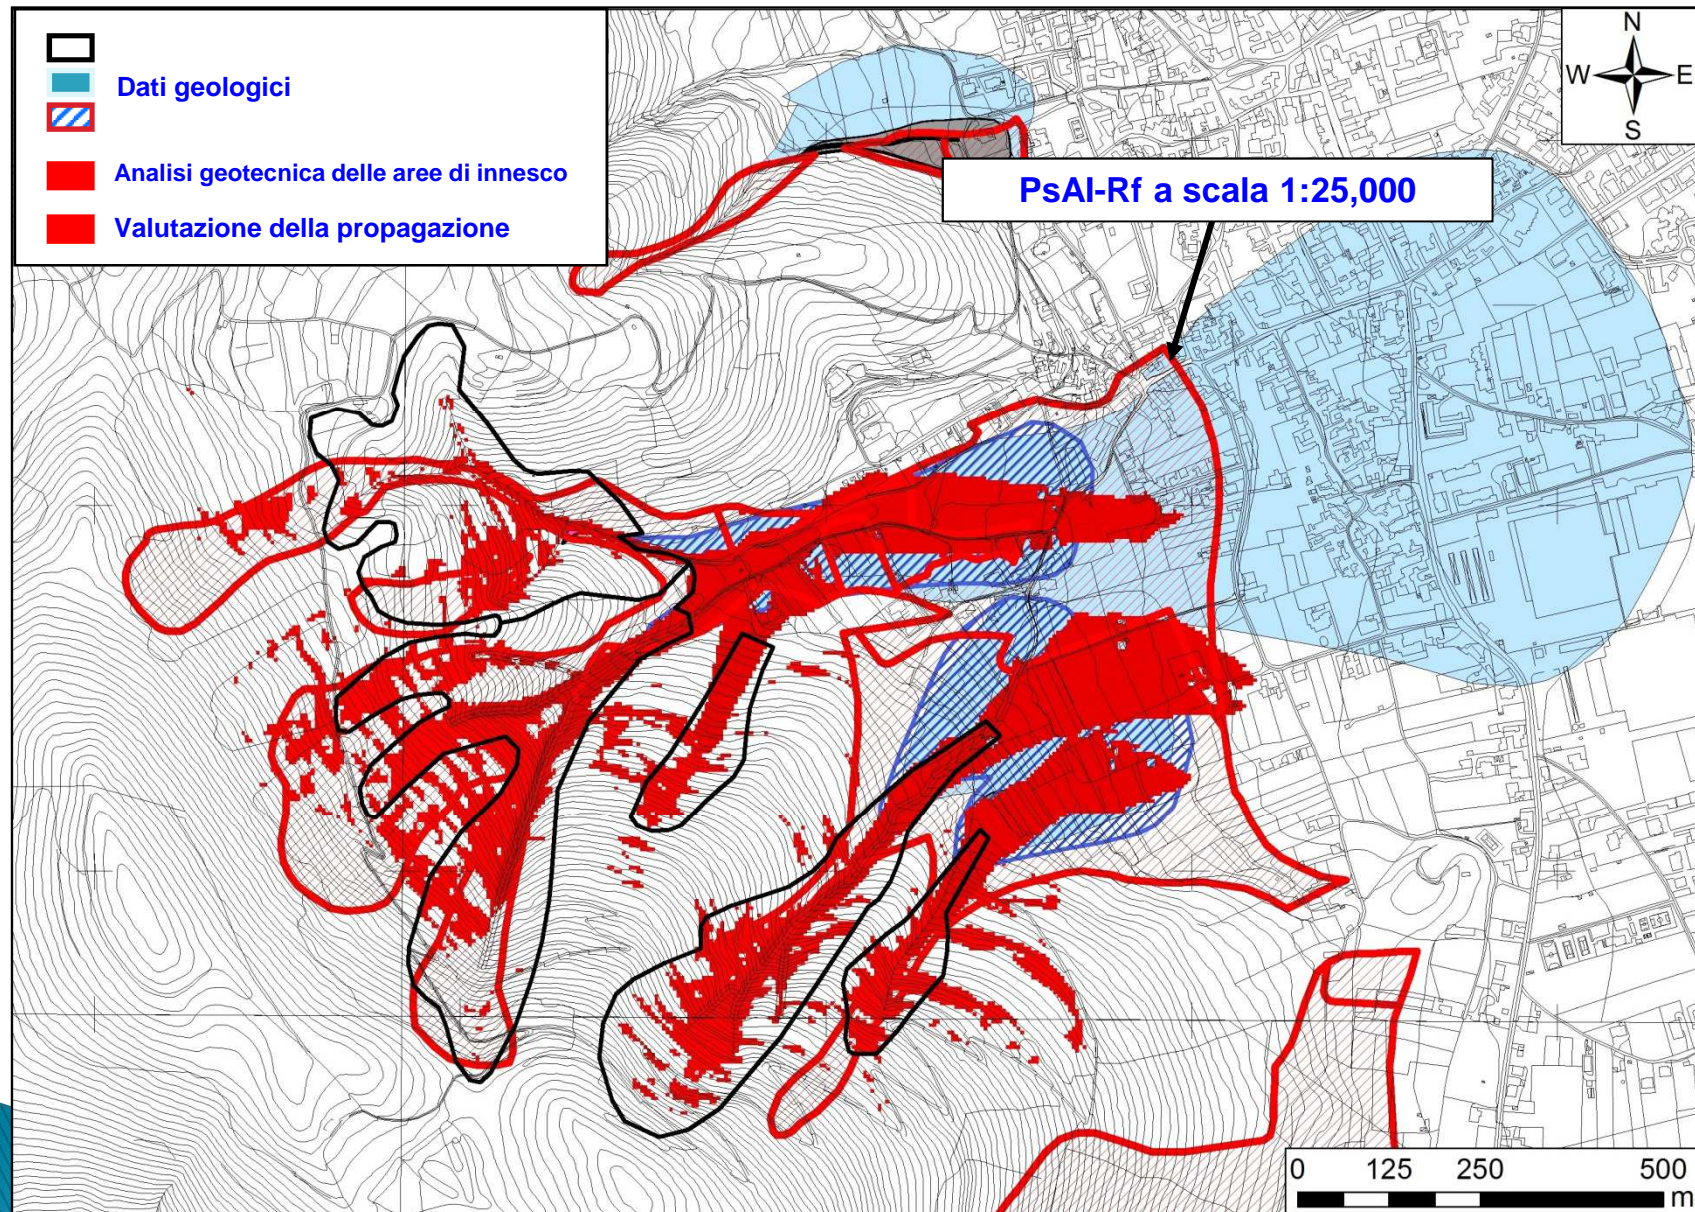 Dati geologici
Analisi geotecnica delle aree di innesco
Valutazione della propagazione
N
W E
S
PsAI-Rf a scala 1:25,000
0 125 250 500
m